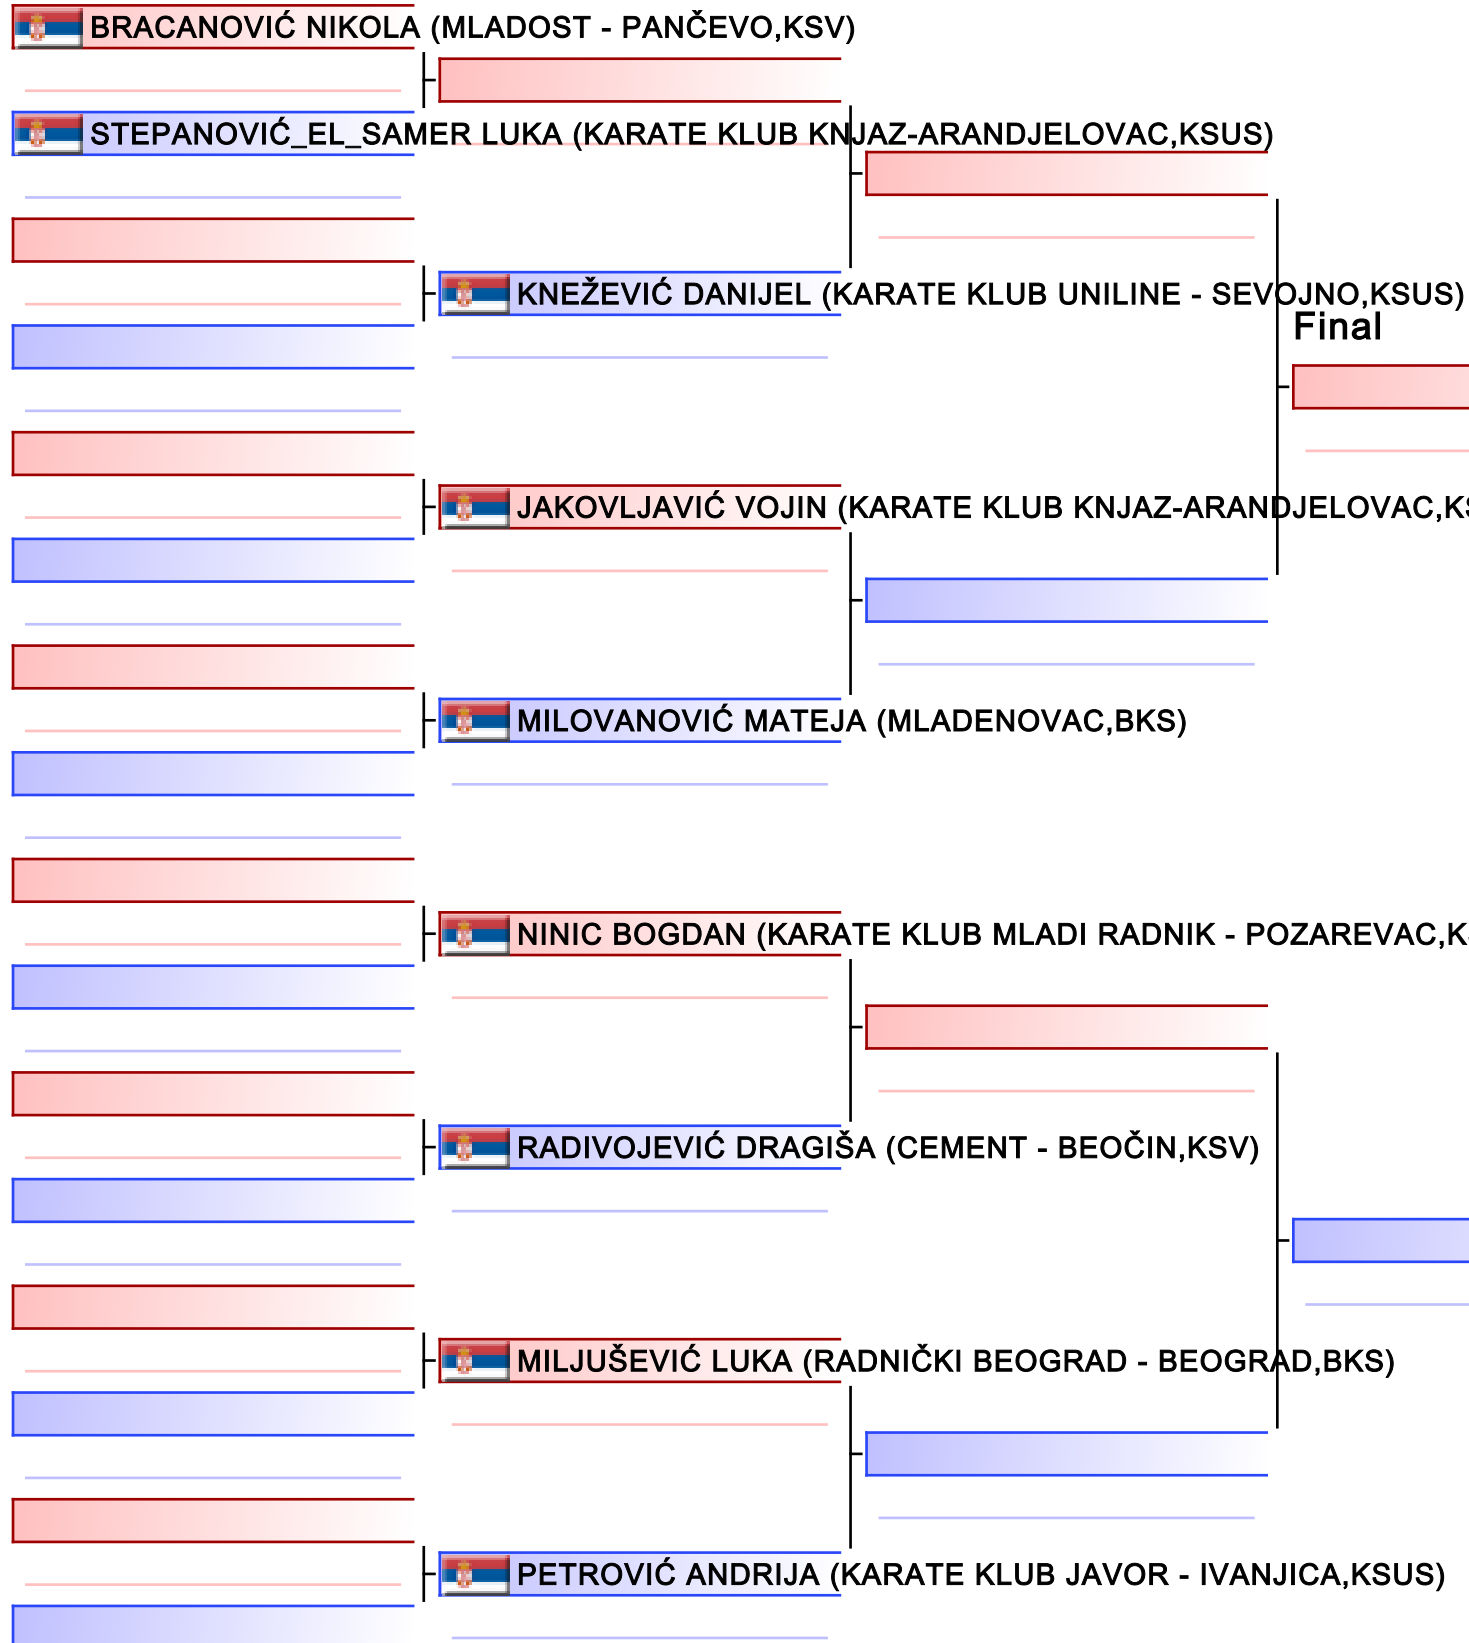 BRACANOVIĆ NIKOLA (MLADOST - PANČEVO,KSV)
STEPANOVIĆ_EL_SAMER LUKA (KARATE KLUB KNJAZ-ARANDJELOVAC,KSUS)
KNEŽEVIĆ DANIJEL (KARATE KLUB UNILINE - SEVOJNO,KSUS)
Final
JAKOVLJAVIĆ VOJIN (KARATE KLUB KNJAZ-ARANDJELOVAC,KS
MILOVANOVIĆ MATEJA (MLADENOVAC,BKS)
NINIC BOGDAN (KARATE KLUB MLADI RADNIK - POZAREVAC,K
RADIVOJEVIĆ DRAGIŠA (CEMENT - BEOČIN,KSV)
MILJUŠEVIĆ LUKA (RADNIČKI BEOGRAD - BEOGRAD,BKS)
PETROVIĆ ANDRIJA (KARATE KLUB JAVOR - IVANJICA,KSUS)